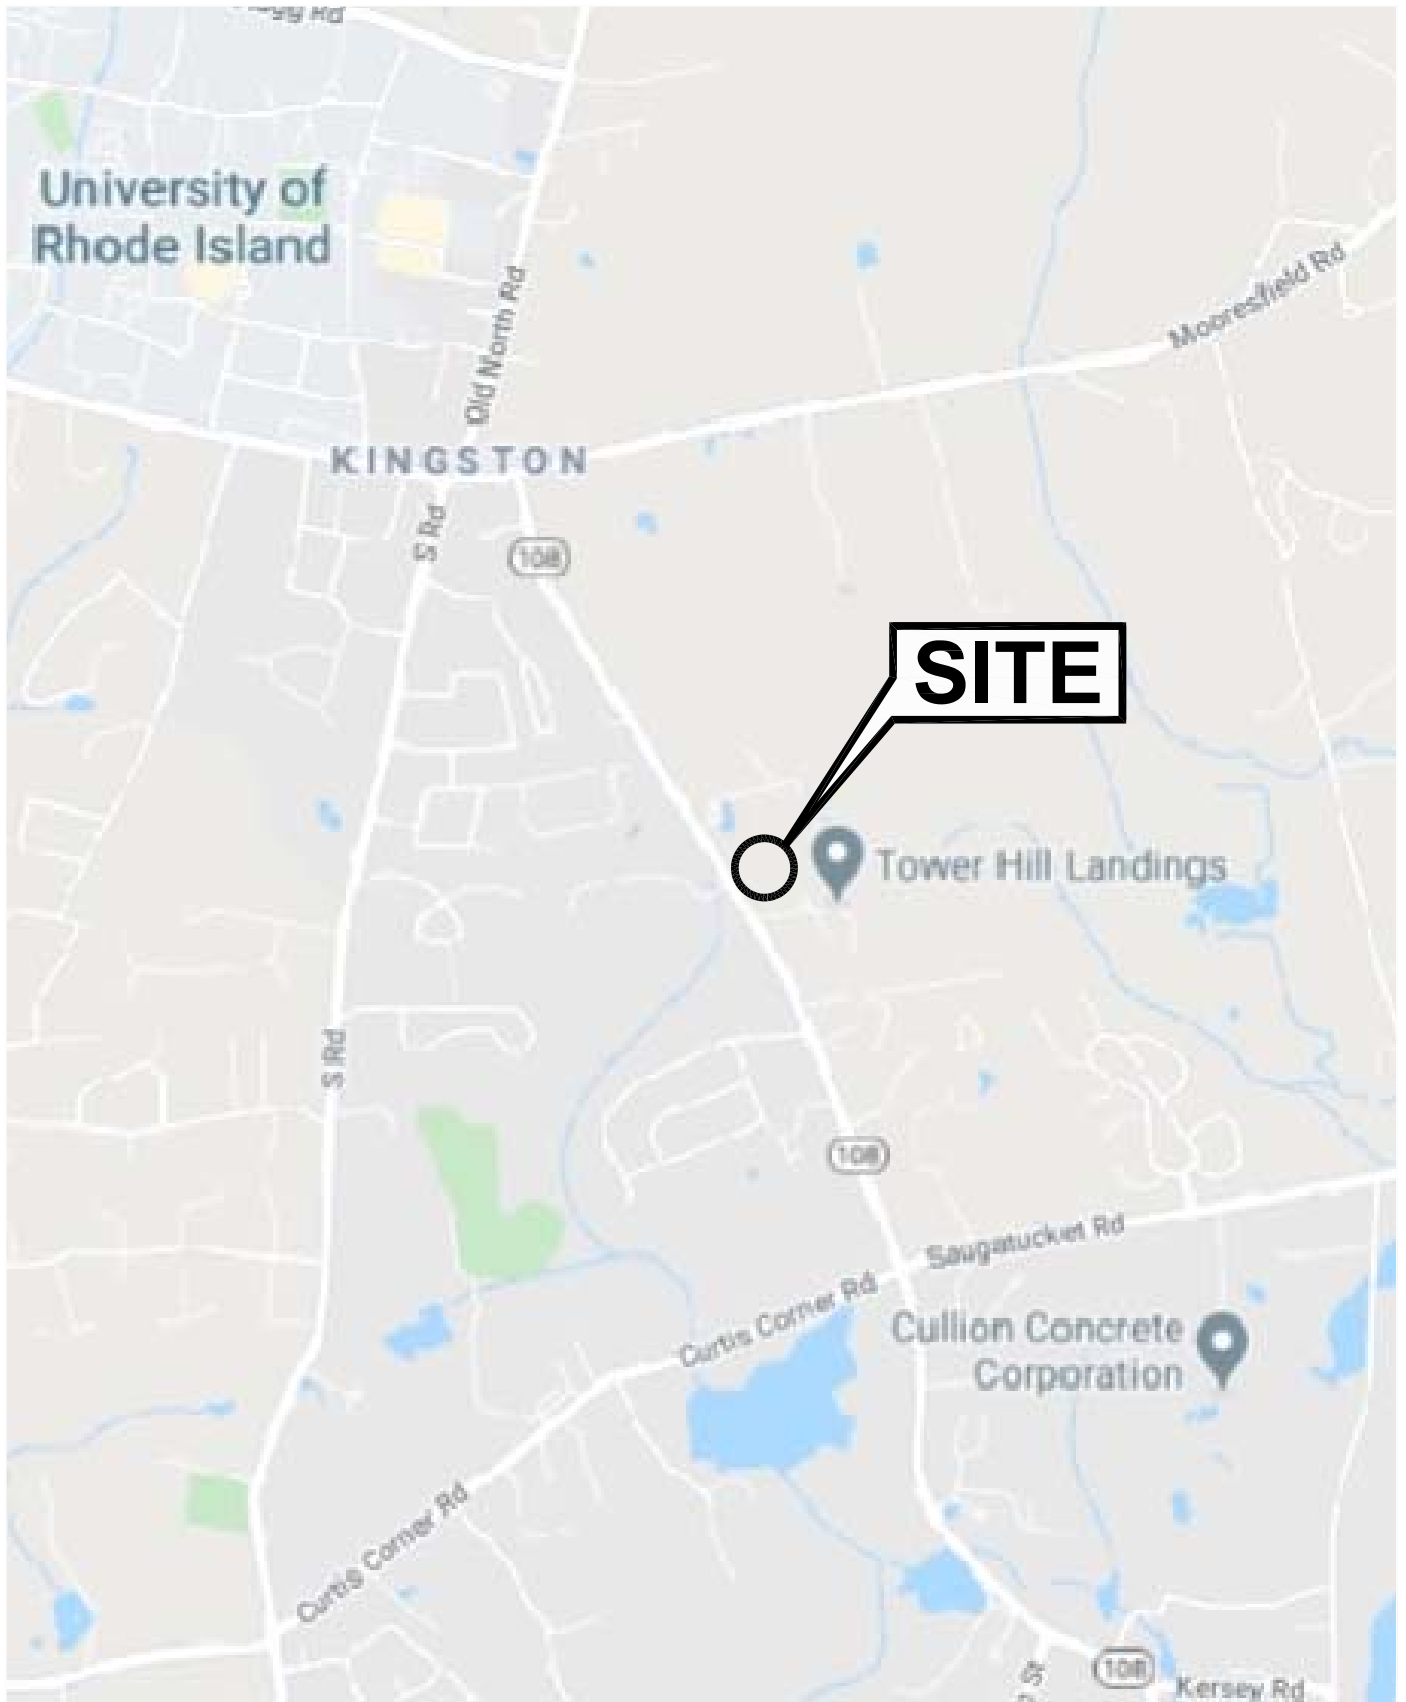 Rd
University of
Rhode Island
Old North Rd
Mooresfield Rd
KINGSTON
S Rd
108
SITE
Tower Hill Landings
S Rd
108
Saugatucket Rd
Curtis Corner Rd
Cullion Concrete
Corporation
Curtis Corner Rd
108
Kersey Rd